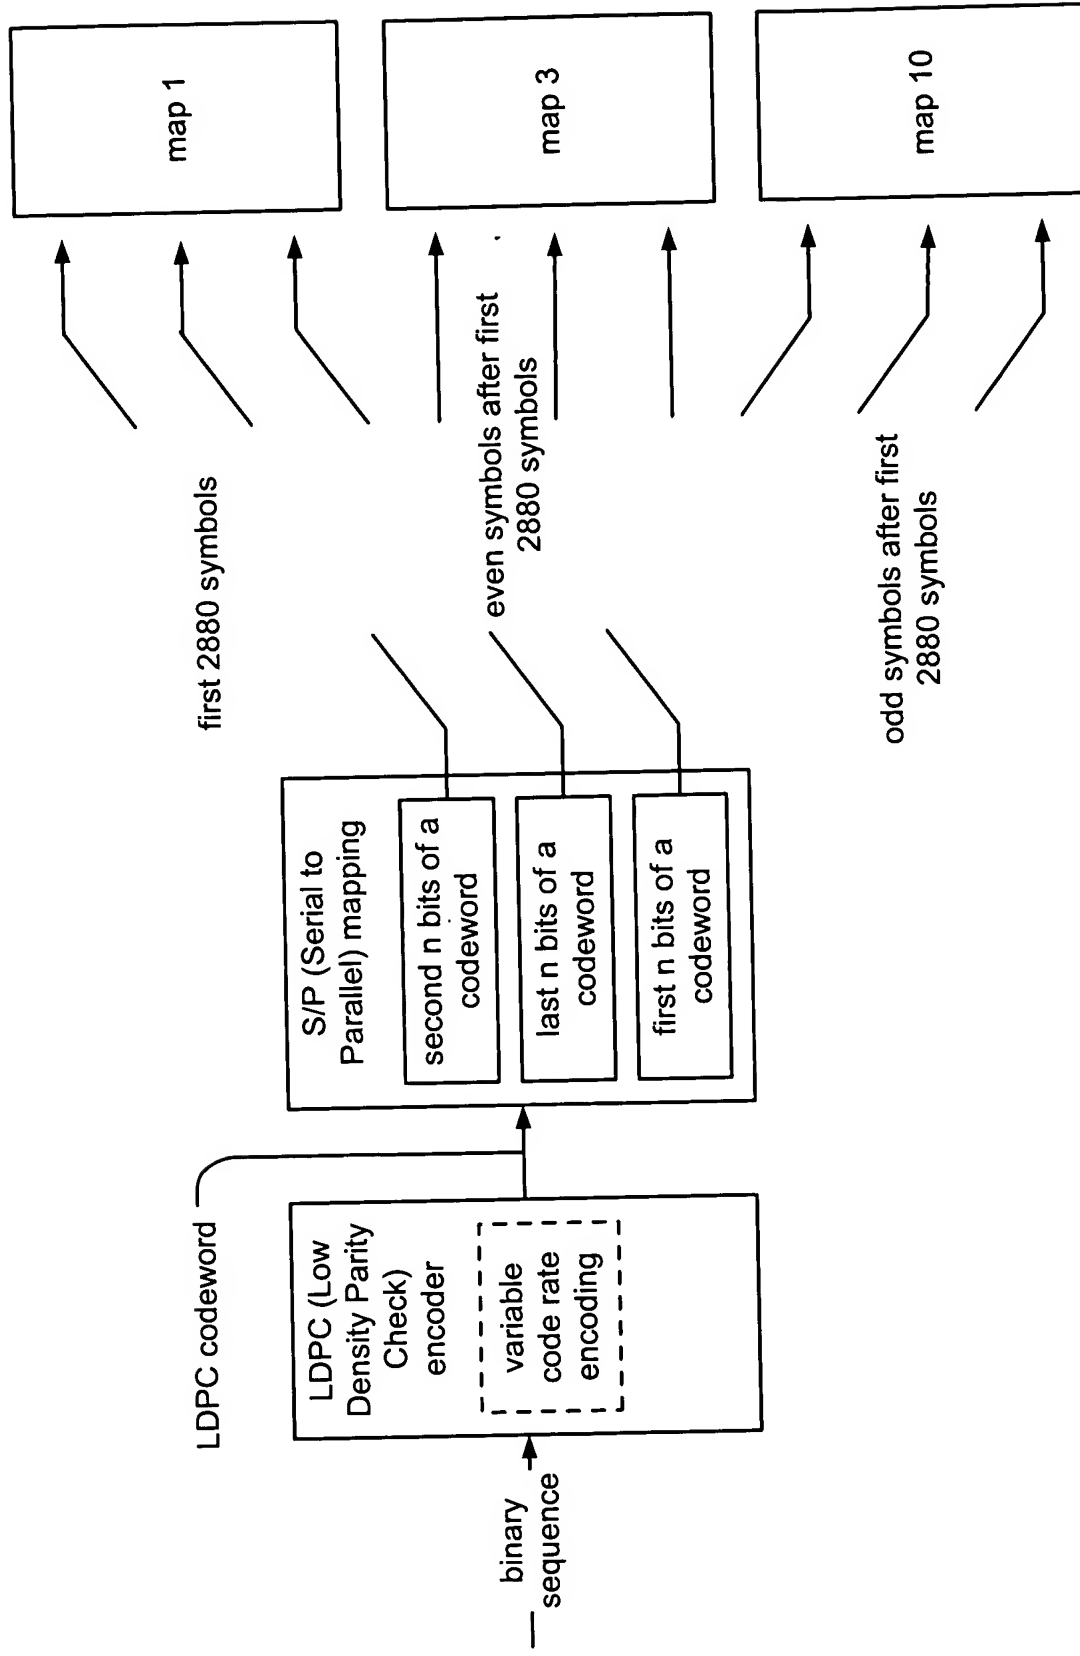 binary
sequence
LDPC codeword
LDPC (Low
Density Parity
Check)
encoder
variable
code rate
encoding
S/P (Serial to
Parallel) mapping
second n bits of a
codeword
last n bits of a
codeword
first n bits of a
codeword
first 2880 symbols
even symbols after first
2880 symbols
odd symbols after first
2880 symbols
map 1
map 3
map 10